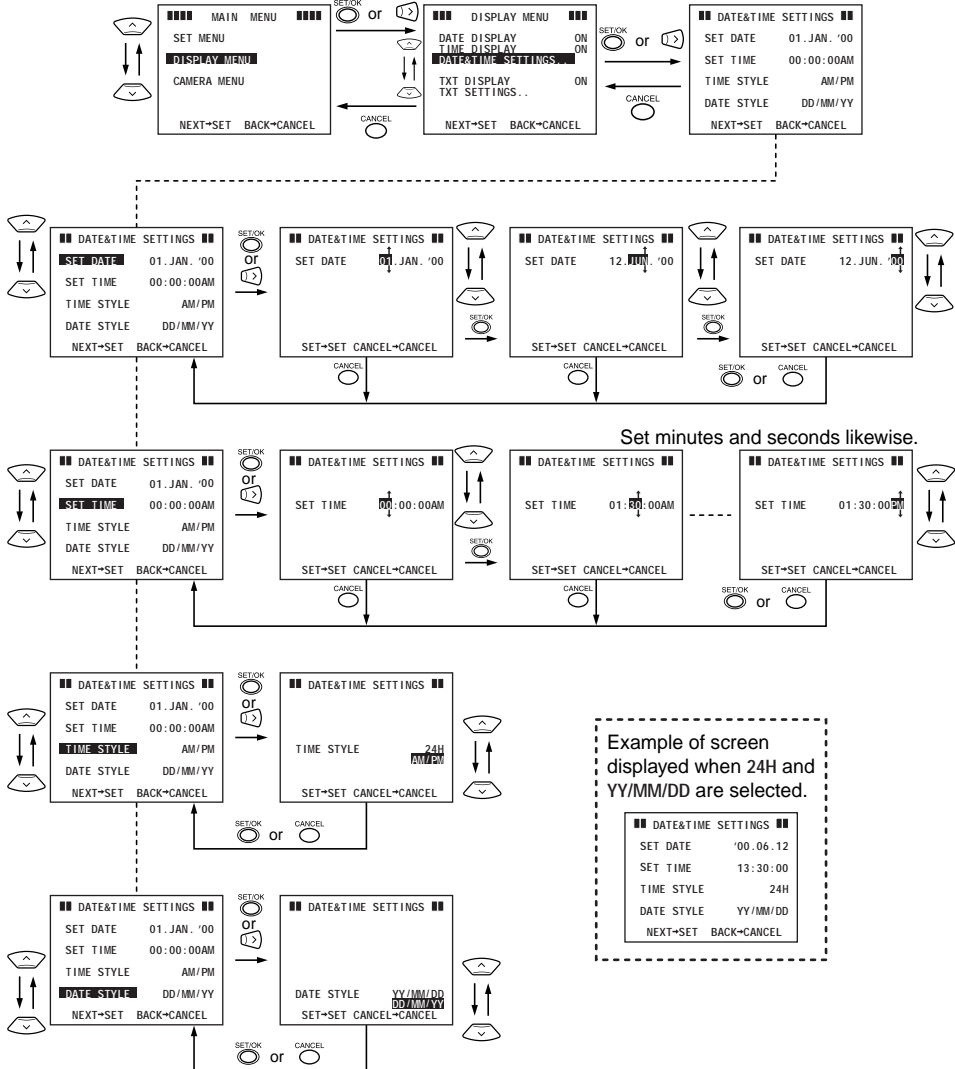 MAIN MENU
SET MENU
DISPLAY MENU
CAMERA MENU
NEXT→SET BACK→CANCEL
SET/OK
or
CANCEL
DISPLAY MENU
DATE DISPLAY ON
TIME DISPLAY ON
DATE&TIME SETTINGS..
TXT DISPLAY ON
TXT SETTINGS..
NEXT→SET BACK→CANCEL
SET/OK
or
CANCEL
DATE&TIME SETTINGS
SET DATE 01.JAN. '00
SET TIME 00:00:00AM
TIME STYLE AM/PM
DATE STYLE DD/MM/YY
NEXT→SET BACK→CANCEL
DATE&TIME SETTINGS
SET DATE 01.JAN. '00
SET TIME 00:00:00AM
TIME STYLE AM/PM
DATE STYLE DD/MM/YY
NEXT→SET BACK→CANCEL
SET/OK
or
DATE&TIME SETTINGS
SET DATE 01.JAN. '00
SET→SET CANCEL→CANCEL
SET/OK
CANCEL
DATE&TIME SETTINGS
SET DATE 12.JUN. '00
SET→SET CANCEL→CANCEL
SET/OK
CANCEL
DATE&TIME SETTINGS
SET DATE 12.JUN. '00
SET→SET CANCEL→CANCEL
SET/OK or CANCEL
Set minutes and seconds likewise.
DATE&TIME SETTINGS
SET DATE 01.JAN. '00
SET TIME 00:00:00AM
TIME STYLE AM/PM
DATE STYLE DD/MM/YY
NEXT→SET BACK→CANCEL
SET/OK
or
DATE&TIME SETTINGS
SET TIME 00:00:00AM
SET→SET CANCEL→CANCEL
SET/OK
CANCEL
DATE&TIME SETTINGS
SET TIME 01:30:00AM
SET→SET CANCEL→CANCEL
CANCEL
DATE&TIME SETTINGS
SET TIME 01:30:00PM
SET→SET CANCEL→CANCEL
SET/OK or CANCEL
DATE&TIME SETTINGS
SET DATE 01.JAN. '00
SET TIME 00:00:00AM
TIME STYLE AM/PM
DATE STYLE DD/MM/YY
NEXT→SET BACK→CANCEL
SET/OK
or
DATE&TIME SETTINGS
TIME STYLE 24H
AM/PM
SET→SET CANCEL→CANCEL
SET/OK or CANCEL
Example of screen
displayed when 24H and
YY/MM/DD are selected.
DATE&TIME SETTINGS
SET DATE '00.06.12
SET TIME 13:30:00
TIME STYLE 24H
DATE STYLE YY/MM/DD
NEXT→SET BACK→CANCEL
DATE&TIME SETTINGS
SET DATE 01.JAN. '00
SET TIME 00:00:00AM
TIME STYLE AM/PM
DATE STYLE DD/MM/YY
NEXT→SET BACK→CANCEL
SET/OK
or
DATE&TIME SETTINGS
DATE STYLE YY/MM/DD
DD/MM/YY
SET→SET CANCEL→CANCEL
SET/OK or CANCEL